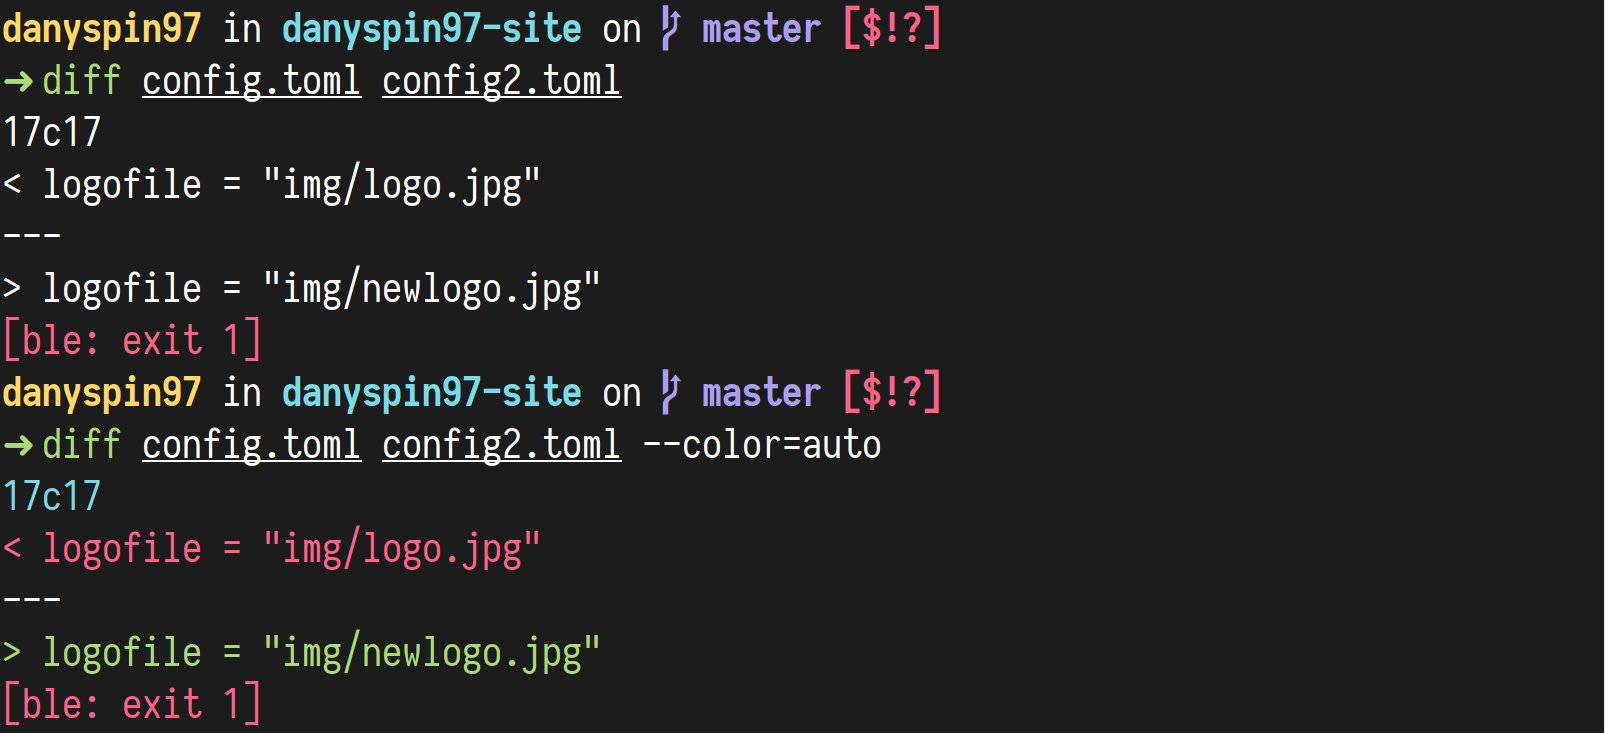 danyspin97 in danyspin97-site on  master [$!?]
➜ diff config.toml config2.toml
17c17
< logofile = "img/logo.jpg"
---
> logofile = "img/newlogo.jpg"
[ble: exit 1]
danyspin97 in danyspin97-site on  master [$!?]
➜ diff config.toml config2.toml --color=auto
17c17
< logofile = "img/logo.jpg"
---
> logofile = "img/newlogo.jpg"
[ble: exit 1]